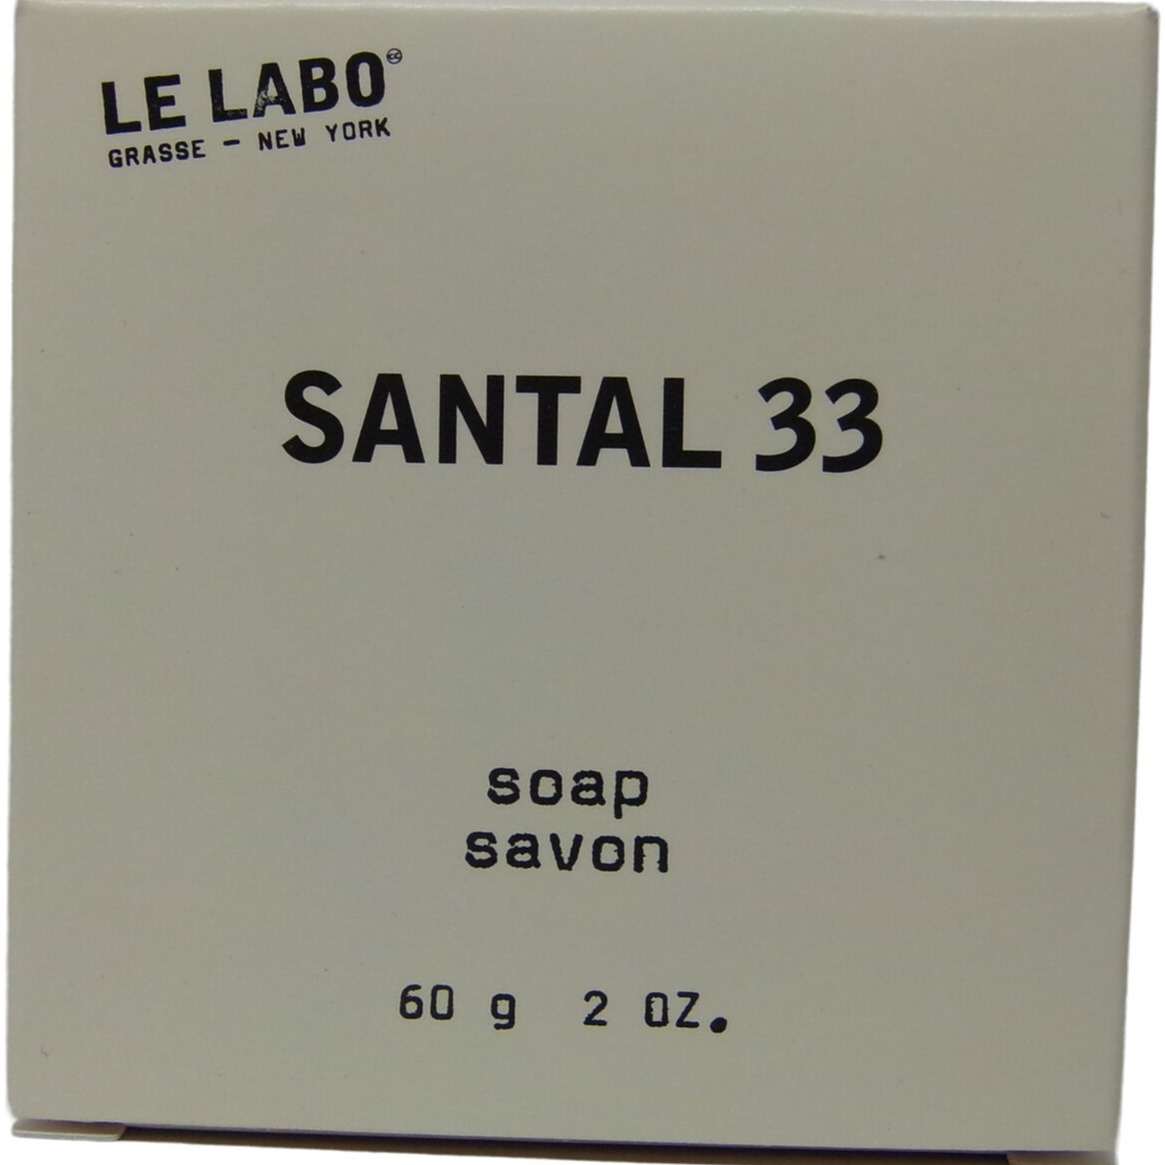 LE LABO
GRASSE - NEW YORK
SANTAL 33
soap
savon
60 g 2 OZ.